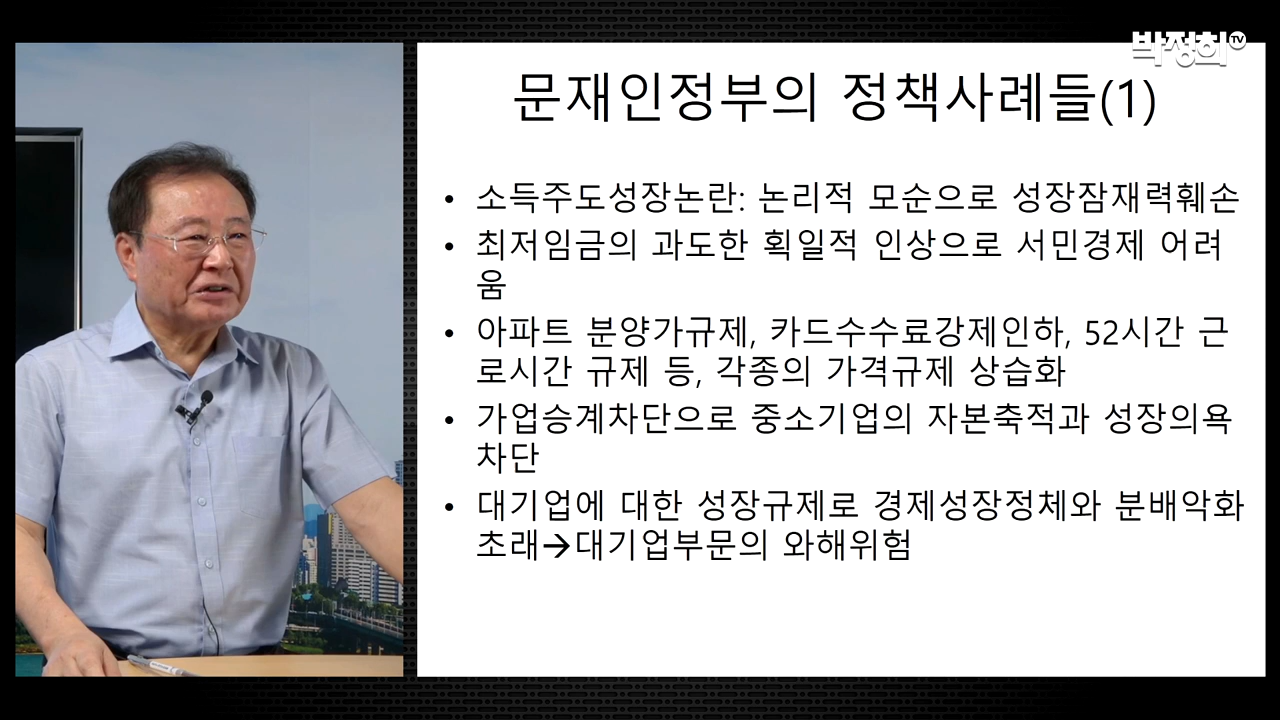 박정희TV
문재인정부의 정책사례들(1)
• 소득주도성장논란: 논리적 모순으로 성장잠재력훼손
• 최저임금의 과도한 획일적 인상으로 서민경제 어려
움
• 아파트 분양가규제, 카드수수료강제인하, 52시간 근
로시간 규제 등, 각종의 가격규제 상습화
• 가업승계차단으로 중소기업의 자본축적과 성장의욕
차단
• 대기업에 대한 성장규제로 경제성장정체와 분배악화
초래→대기업부문의 와해위험